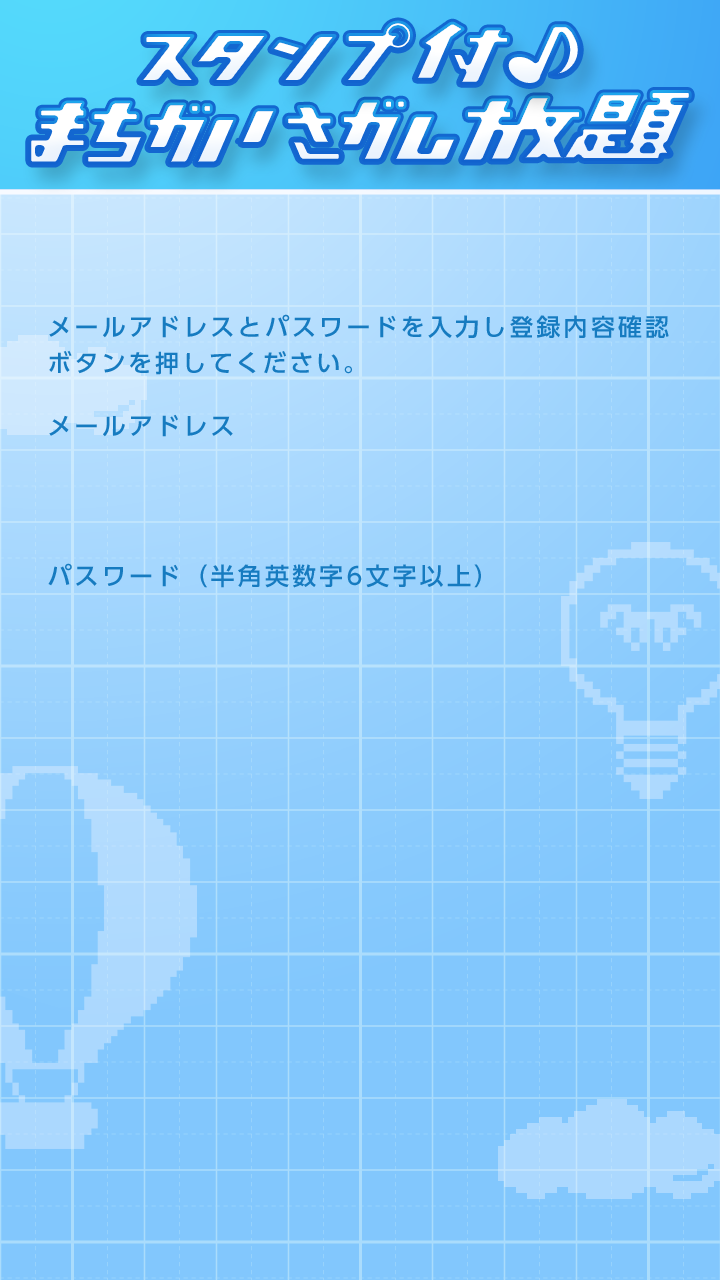 スタンプ付♪
まちがいさがし放題
メールアドレスとパスワードを入力し登録内容確認
ボタンを押してください。
メールアドレス
パスワード（半角英数字6文字以上）